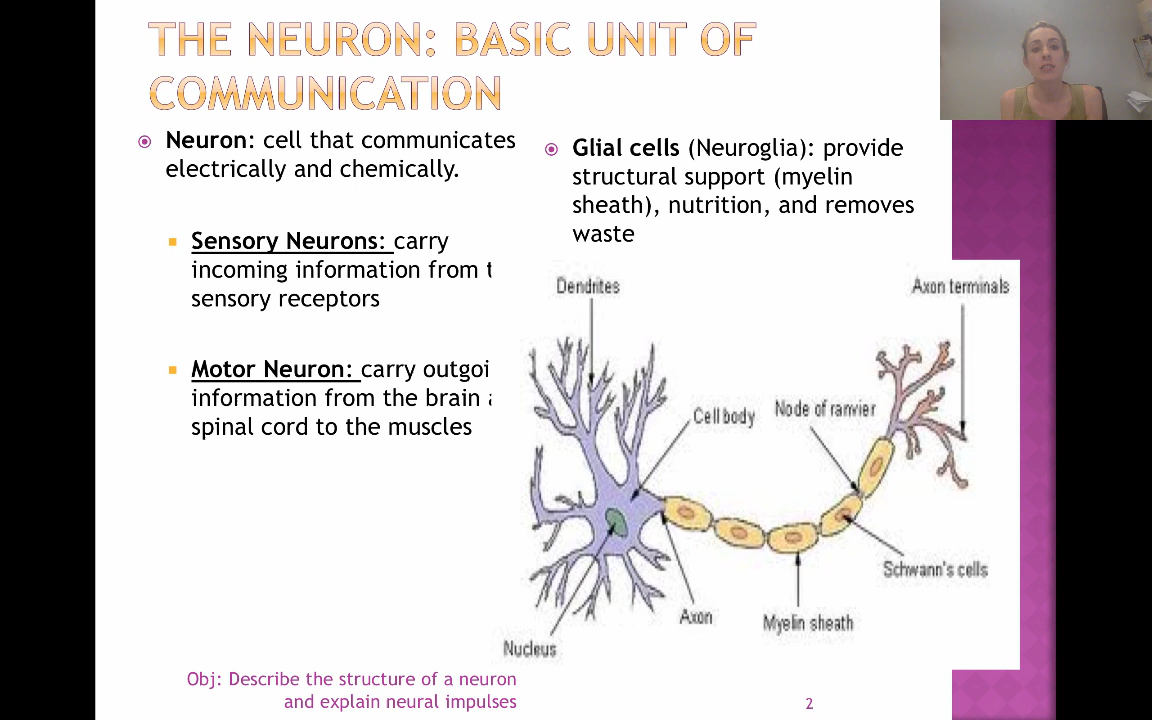 THE NEURON: BASIC UNIT OF
COMMUNICATION
Neuron: cell that communicates
electrically and chemically.
Sensory Neurons: carry
incoming information from
sensory receptors
Motor Neuron: carry
information from the brain
spinal cord to the muscles
Glial cells (Neuroglia): provide
structural support (myelin
sheath), nutrition, and removes
waste
Dendrites
Axon terminals
Cell body
Node of ranvier
Schwann's cells
Axon
Myelin sheath
Nucleus
Obj: Describe the structure of a neuron
and explain neural impulses
2